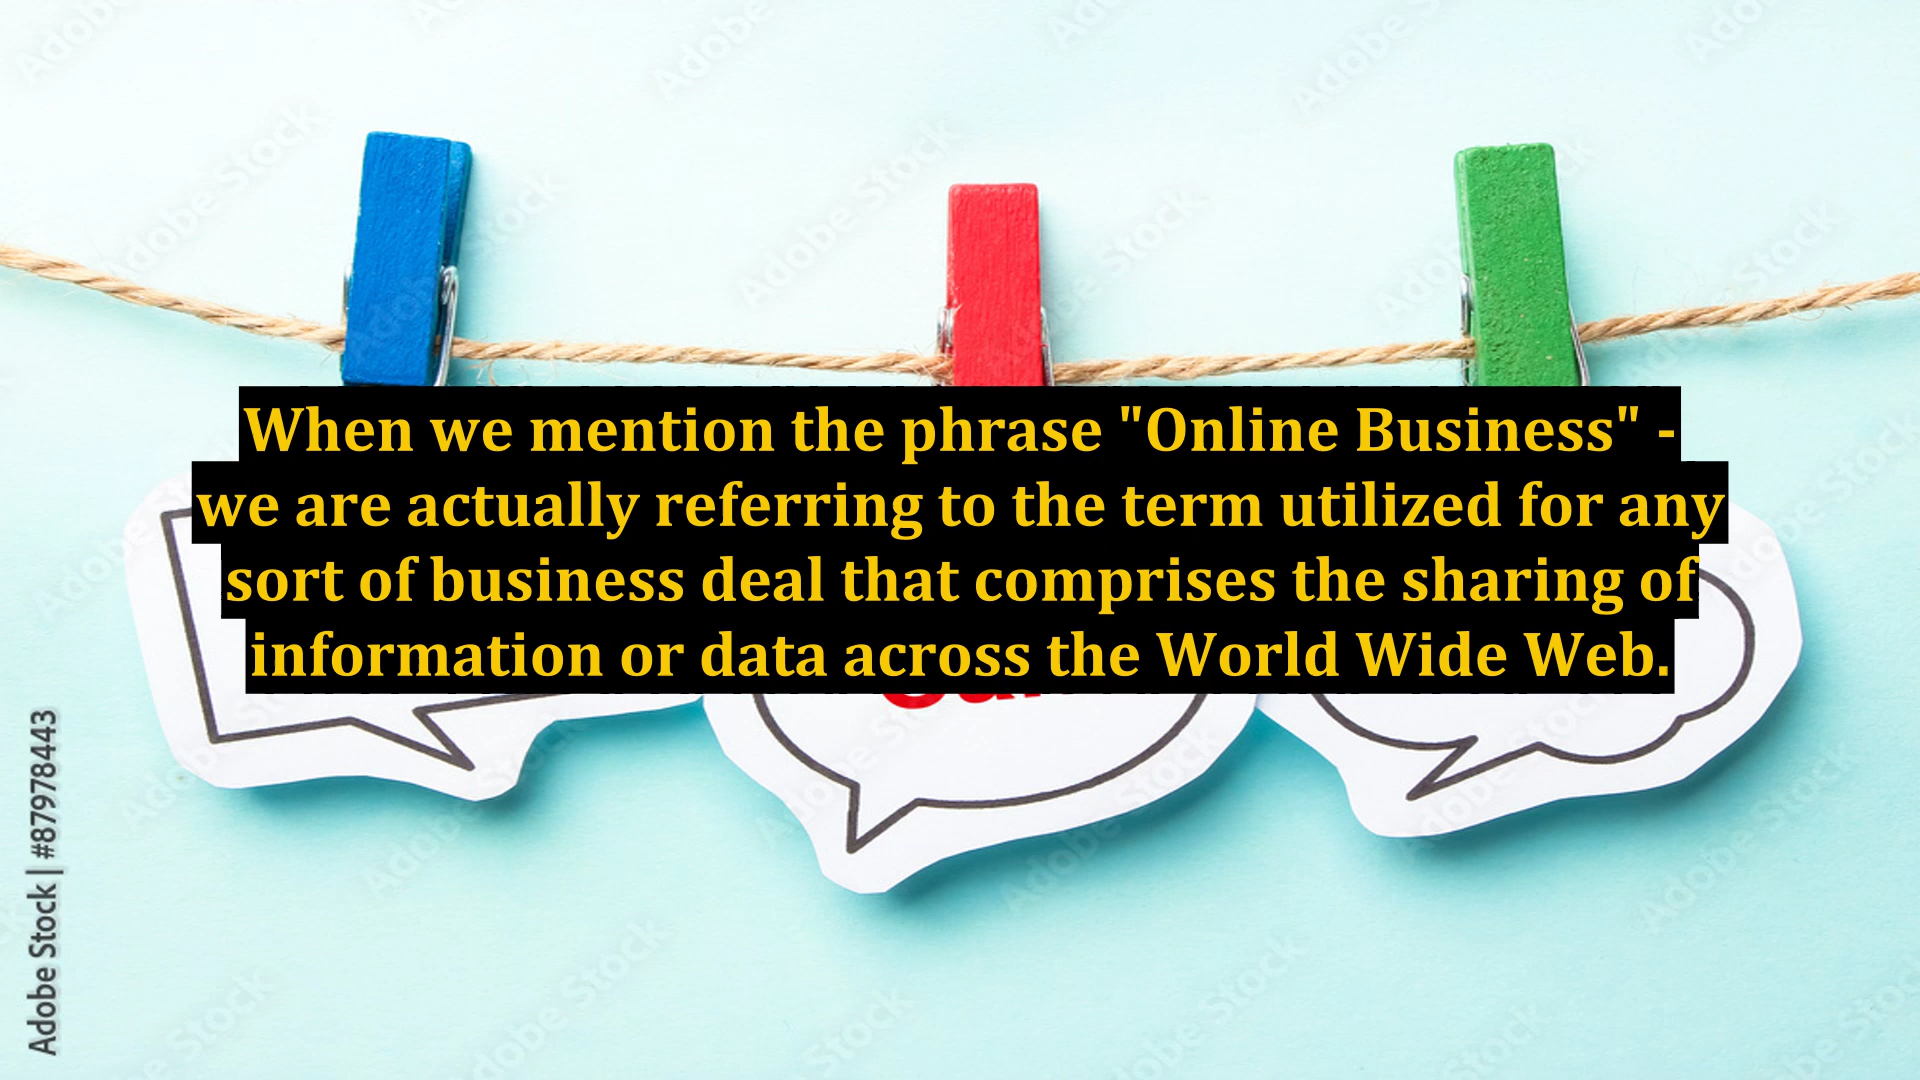 When we mention the phrase "Online Business" -
we are actually referring to the term utilized for any
sort of business deal that comprises the sharing of
information or data across the World Wide Web.
Adobe Stock | #87978443